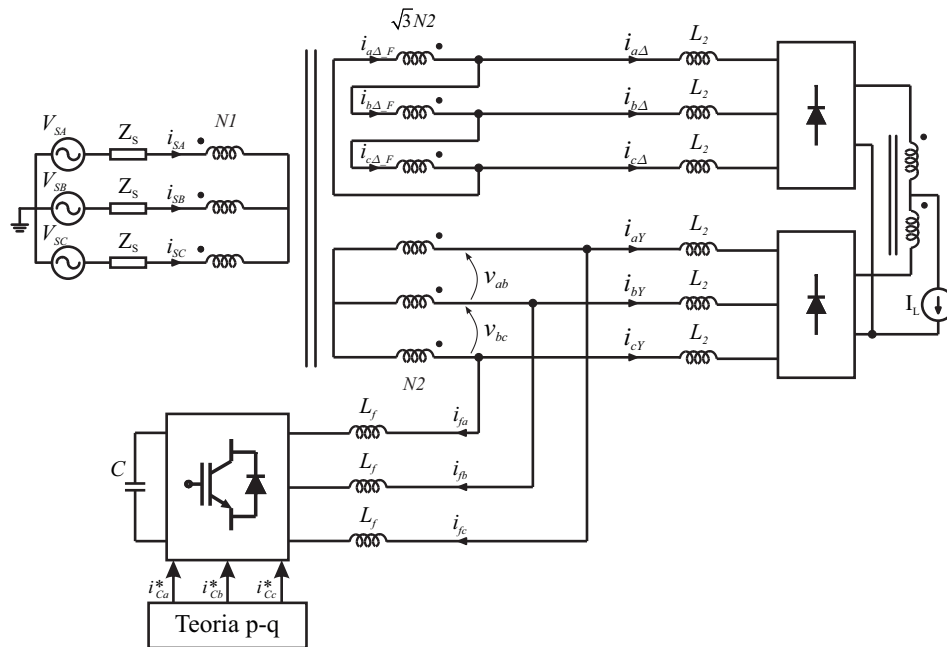 √3N2
i_{aΔ_F}
i_{aΔ}
L_2
i_{bΔ_F}
i_{bΔ}
L_2
i_{cΔ_F}
i_{cΔ}
L_2
V_{SA}
Z_S
i_{SA}
N1
V_{SB}
Z_S
i_{SB}
V_{SC}
Z_S
i_{SC}
i_{aY}
L_2
v_{ab}
i_{bY}
L_2
v_{bc}
i_{cY}
L_2
N2
I_L
C
L_f
i_{fa}
L_f
i_{fb}
L_f
i_{fc}
i*_{Ca}
i*_{Cb}
i*_{Cc}
Teoria p-q